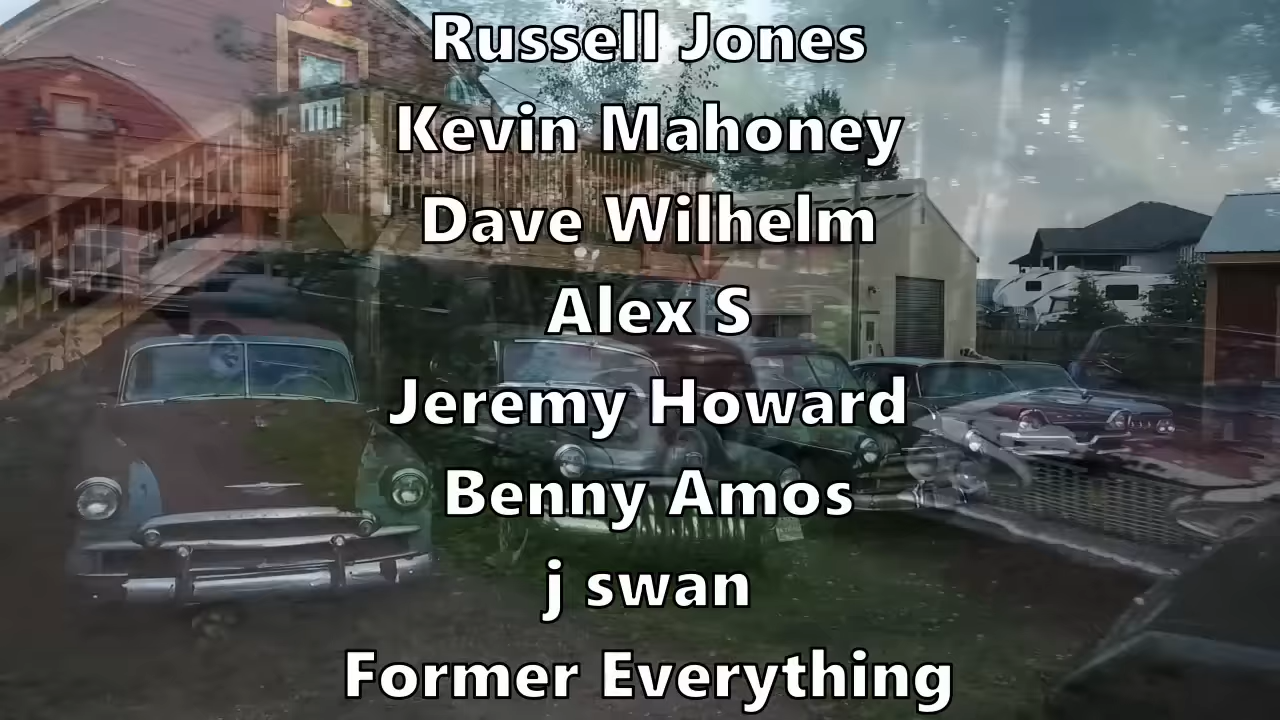 Russell Jones
Kevin Mahoney
Dave Wilhelm
Alex S
Jeremy Howard
Benny Amos
j swan
Former Everything